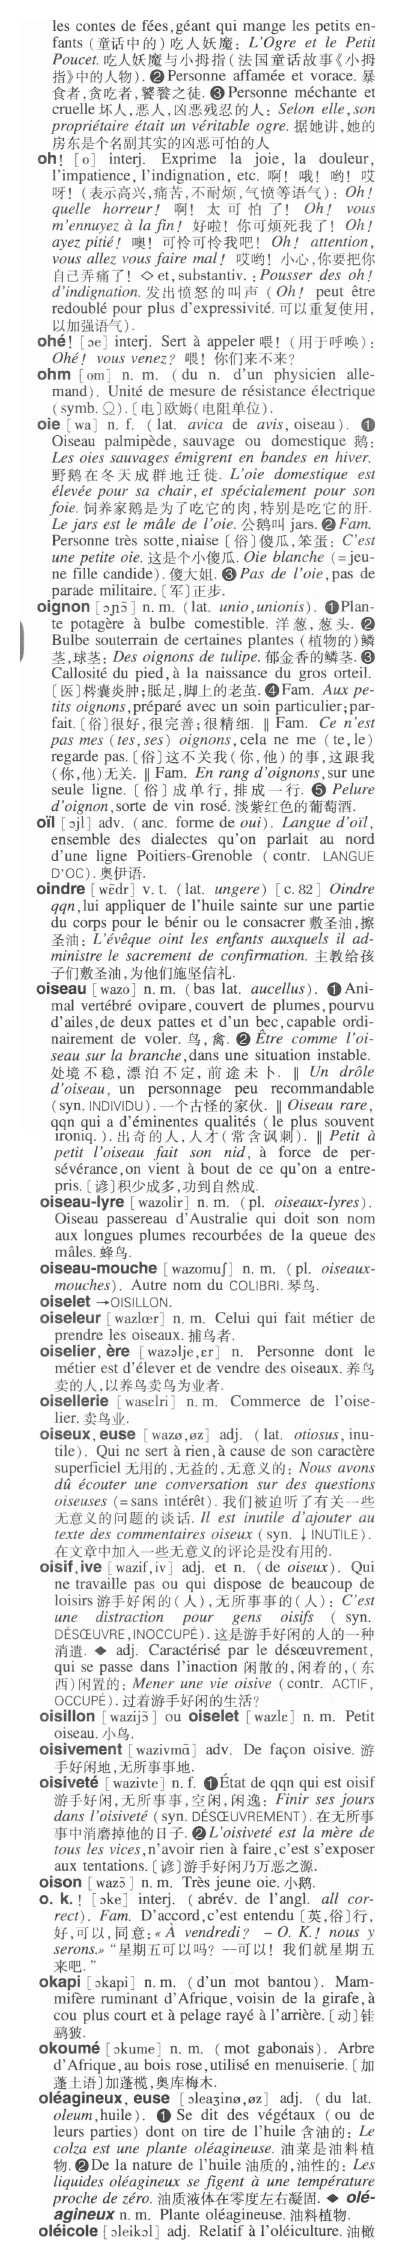 les contes de fées,géant qui mange les petits en-
fants (童话中的) 吃人妖魔: L'Ogre et le Petit
Poucet. 吃人妖魔与小拇指(法国童话故事《小拇
指》中的人物). ❷ Personne affamée et vorace. 暴
食者,贪吃者,饕餮之徒. ❸ Personne méchante et
cruelle 坏人,恶人,凶恶残忍的人: Selon elle,son
propriétaire était un véritable ogre. 据她讲,她的
房东是个名副其实的凶恶可怕的人
oh! [o] interj. Exprime la joie, la douleur,
l'impatience, l'indignation, etc. 啊! 哦! 哟! 哎
呀! (表示高兴,痛苦,不耐烦,气愤等语气): Oh!
quelle horreur! 啊! 太可怕了! Oh! vous
m'ennuyez à la fin! 好啦! 你可烦死我了! Oh!
ayez pitié! 噢! 可怜可怜我吧! Oh! attention,
vous allez vous faire mal! 哎哟! 小心,你要把你
自己弄痛了! ◇ et,substantiv. : Pousser des oh!
d'indignation. 发出愤怒的叫声 (Oh! peut être
redoublé pour plus d'expressivité. 可以重复使用,
以加强语气).
ohé! [ɔe] interj. Sert à appeler 喂! (用于呼唤):
Ohé! vous venez? 喂! 你们来不来?
ohm [om] n. m. (du n. d'un physicien alle-
mand). Unité de mesure de résistance électrique
(symb. Ω). [电]欧姆(电阻单位).
oie [wa] n. f. (lat. avica de avis, oiseau). ❶
Oiseau palmipède, sauvage ou domestique 鹅:
Les oies sauvages émigrent en bandes en hiver.
野鹅在冬天成群地迁徙. L'oie domestique est
élevée pour sa chair, et spécialement pour son
foie. 饲养家鹅是为了吃它的肉,特别是吃它的肝.
Le jars est le mâle de l'oie. 公鹅叫 jars. ❷ Fam.
Personne très sotte,niaise [俗]傻瓜,笨蛋: C'est
une petite oie. 这是个小傻瓜. Oie blanche (=jeu-
ne fille candide). 傻大姐. ❸ Pas de l'oie,pas de
parade militaire. [军]正步.
oignon [ɔɲɔ̃] n. m. (lat. unio,unionis). ❶Plan-
te potagère à bulbe comestible. 洋葱,葱头. ❷
Bulbe souterrain de certaines plantes (植物的)鳞
茎,球茎: Des oignons de tulipe. 郁金香的鳞茎. ❸
Callosité du pied,à la naissance du gros orteil.
[医]㿉囊炎肿;胝足,脚上的老茧. ❹ Fam. Aux pe-
tits oignons,préparé avec un soin particulier;par-
fait. [俗]很好,很完善;很精细. ‖ Fam. Ce n'est
pas mes (tes,ses) oignons,cela ne me (te,le)
regarde pas. [俗]这不关我(你,他)的事,这跟我
(你,他)无关. ‖ Fam. En rang d'oignons,sur une
seule ligne. [俗]成单行,排成一行. ❺ Pelure
d'oignon,sorte de vin rosé. 淡紫红色的葡萄酒.
oïl [ɔjl] adv. (anc. forme de oui). Langue d'oïl,
ensemble des dialectes qu'on parlait au nord
d'une ligne Poitiers-Grenoble (contr. LANGUE
D'OC). 奥伊语.
oindre [wɛ̃dr] v. t. (lat. ungere) [c. 82] Oindre
qqn,lui appliquer de l'huile sainte sur une partie
du corps pour le bénir ou le consacrer 敷圣油,擦
圣油: L'évêque oint les enfants auxquels il ad-
ministre le sacrement de confirmation. 主教给孩
子们敷圣油,为他们施坚信礼.
oiseau [wazo] n. m. (bas lat. aucellus). ❶ Ani-
mal vertébré ovipare,couvert de plumes,pourvu
d'ailes,de deux pattes et d'un bec,capable ordi-
nairement de voler. 鸟,禽. ❷ Être comme l'oi-
seau sur la branche,dans une situation instable.
处境不稳,漂泊不定,前途未卜. ‖ Un drôle
d'oiseau, un personnage peu recommandable
(syn. INDIVIDU). 一个古怪的家伙. ‖ Oiseau rare,
qqn qui a d'éminentes qualités (le plus souvent
ironiq.). 出奇的人,人才(常含讽刺). ‖ Petit à
petit l'oiseau fait son nid, à force de per-
sévérance,on vient à bout de ce qu'on a entre-
pris. [谚]积少成多,功到自然成.
oiseau-lyre [wazolir] n. m. (pl. oiseaux-lyres).
Oiseau passereau d'Australie qui doit son nom
aux longues plumes recourbées de la queue des
mâles. 蜂鸟.
oiseau-mouche [wazomuʃ] n. m. (pl. oiseaux-
mouches). Autre nom du COLIBRI. 琴鸟.
oiselet →OISILLON.
oiseleur [wazlœr] n. m. Celui qui fait métier de
prendre les oiseaux. 捕鸟者.
oiselier, ère [wazəlje,ɛr] n. Personne dont le
métier est d'élever et de vendre des oiseaux. 养鸟
卖的人,以养鸟卖鸟为业者.
oisellerie [wasɛlri] n. m. Commerce de l'oise-
lier. 卖鸟业.
oiseux, euse [wazø,øz] adj. (lat. otiosus, inu-
tile). Qui ne sert à rien,à cause de son caractère
superficiel 无用的,无益的,无意义的: Nous avons
dû écouter une conversation sur des questions
oiseuses (=sans intérêt). 我们被迫听了有关一些
无意义的问题的谈话. Il est inutile d'ajouter au
texte des commentaires oiseux (syn. ↓INUTILE).
在文章中加入一些无意义的评论是没有用的.
oisif,ive [wazif,iv] adj. et n. (de oiseux). Qui
ne travaille pas ou qui dispose de beaucoup de
loisirs 游手好闲的(人),无所事事的(人): C'est
une distraction pour gens oisifs (syn.
DÉSŒUVRE,INOCCUPÉ). 这是游手好闲的人的一种
消遣. ◆ adj. Caractérisé par le désœuvrement,
qui se passe dans l'inaction 闲散的,闲着的,(东
西)闲置的: Mener une vie oisive (contr. ACTIF,
OCCUPÉ). 过着游手好闲的生活?
oisillon [wazijɔ̃] ou oiselet [wazlɛ] n. m. Petit
oiseau. 小鸟.
oisivement [wazivmɑ̃] adv. De façon oisive. 游
手好闲地,无所事事地.
oisiveté [wazivte] n. f. ❶État de qqn qui est oisif
游手好闲,无所事事,空闲,闲逸: Finir ses jours
dans l'oisiveté (syn. DÉSŒUVREMENT). 在无所事
事中消磨掉他的日子. ❷L'oisiveté est la mère de
tous les vices,n'avoir rien à faire,c'est s'exposer
aux tentations. [谚]游手好闲乃万恶之源.
oison [wazɔ̃] n. m. Très jeune oie. 小鹅.
o. k. ! [ɔke] interj. (abrév. de l'angl. all cor-
rect). Fam. D'accord,c'est entendu [英,俗]行,
好,可以,同意:« À vendredi? – O. K.! nous y
serons.» “星期五可以吗? —可以! 我们就星期五
来吧.”
okapi [ɔkapi] n. m. (d'un mot bantou). Mam-
mifère ruminant d'Afrique,voisin de la girafe,à
cou plus court et à pelage rayé à l'arrière. [动]㺢
㹢狓.
okoumé [ɔkume] n. m. (mot gabonais). Arbre
d'Afrique,au bois rose,utilisé en menuiserie. [加
蓬土语]加蓬榄,奥库梅木.
oléagineux, euse [ɔleaʒinø,øz] adj. (du lat.
oleum,huile). ❶ Se dit des végétaux (ou de
leurs parties) dont on tire de l'huile 含油的: Le
colza est une plante oléagineuse. 油菜是油料植
物. ❷De la nature de l'huile 油质的,油性的: Les
liquides oléagineux se figent à une température
proche de zéro. 油质液体在零度左右凝固. ◆ olé-
agineux n. m. Plante oléagineuse. 油料植物.
oléicole [ɔleikɔl] adj. Relatif à l'oléiculture. 油橄